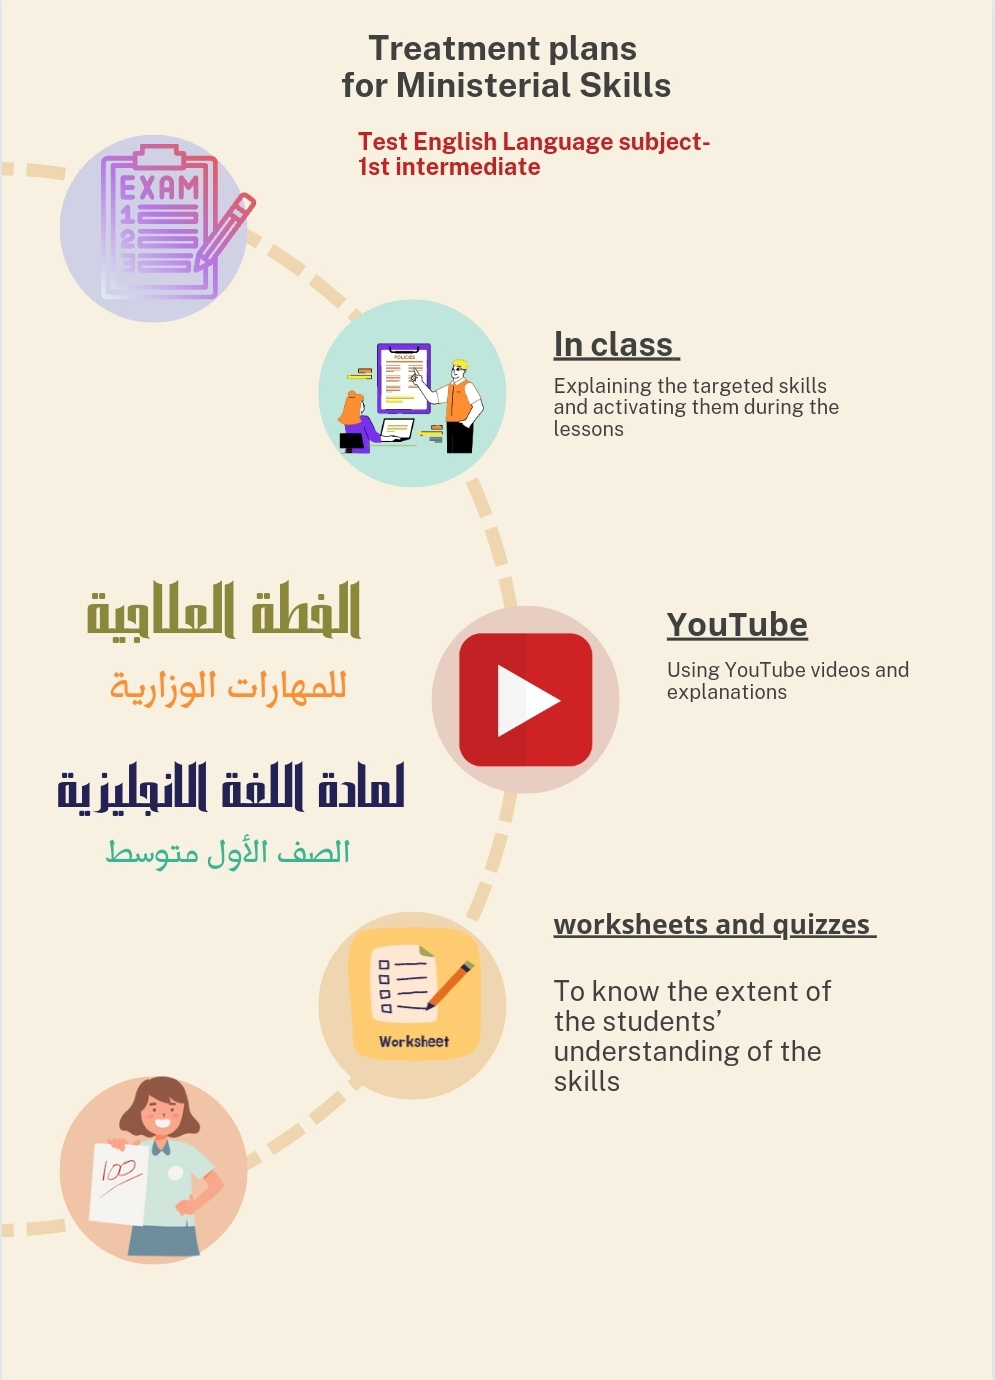 Treatment plans
for Ministerial Skills
Test English Language subject-
1st intermediate
EXAM
1
2
3
POLICIES
In class
Explaining the targeted skills
and activating them during the
lessons
الخطة العلاجية
للمهارات الوزارية
لمادة اللغة الانجليزية
الصف الأول متوسط
YouTube
Using YouTube videos and
explanations
worksheets and quizzes
To know the extent of
the students’
understanding of the
skills
Worksheet
100